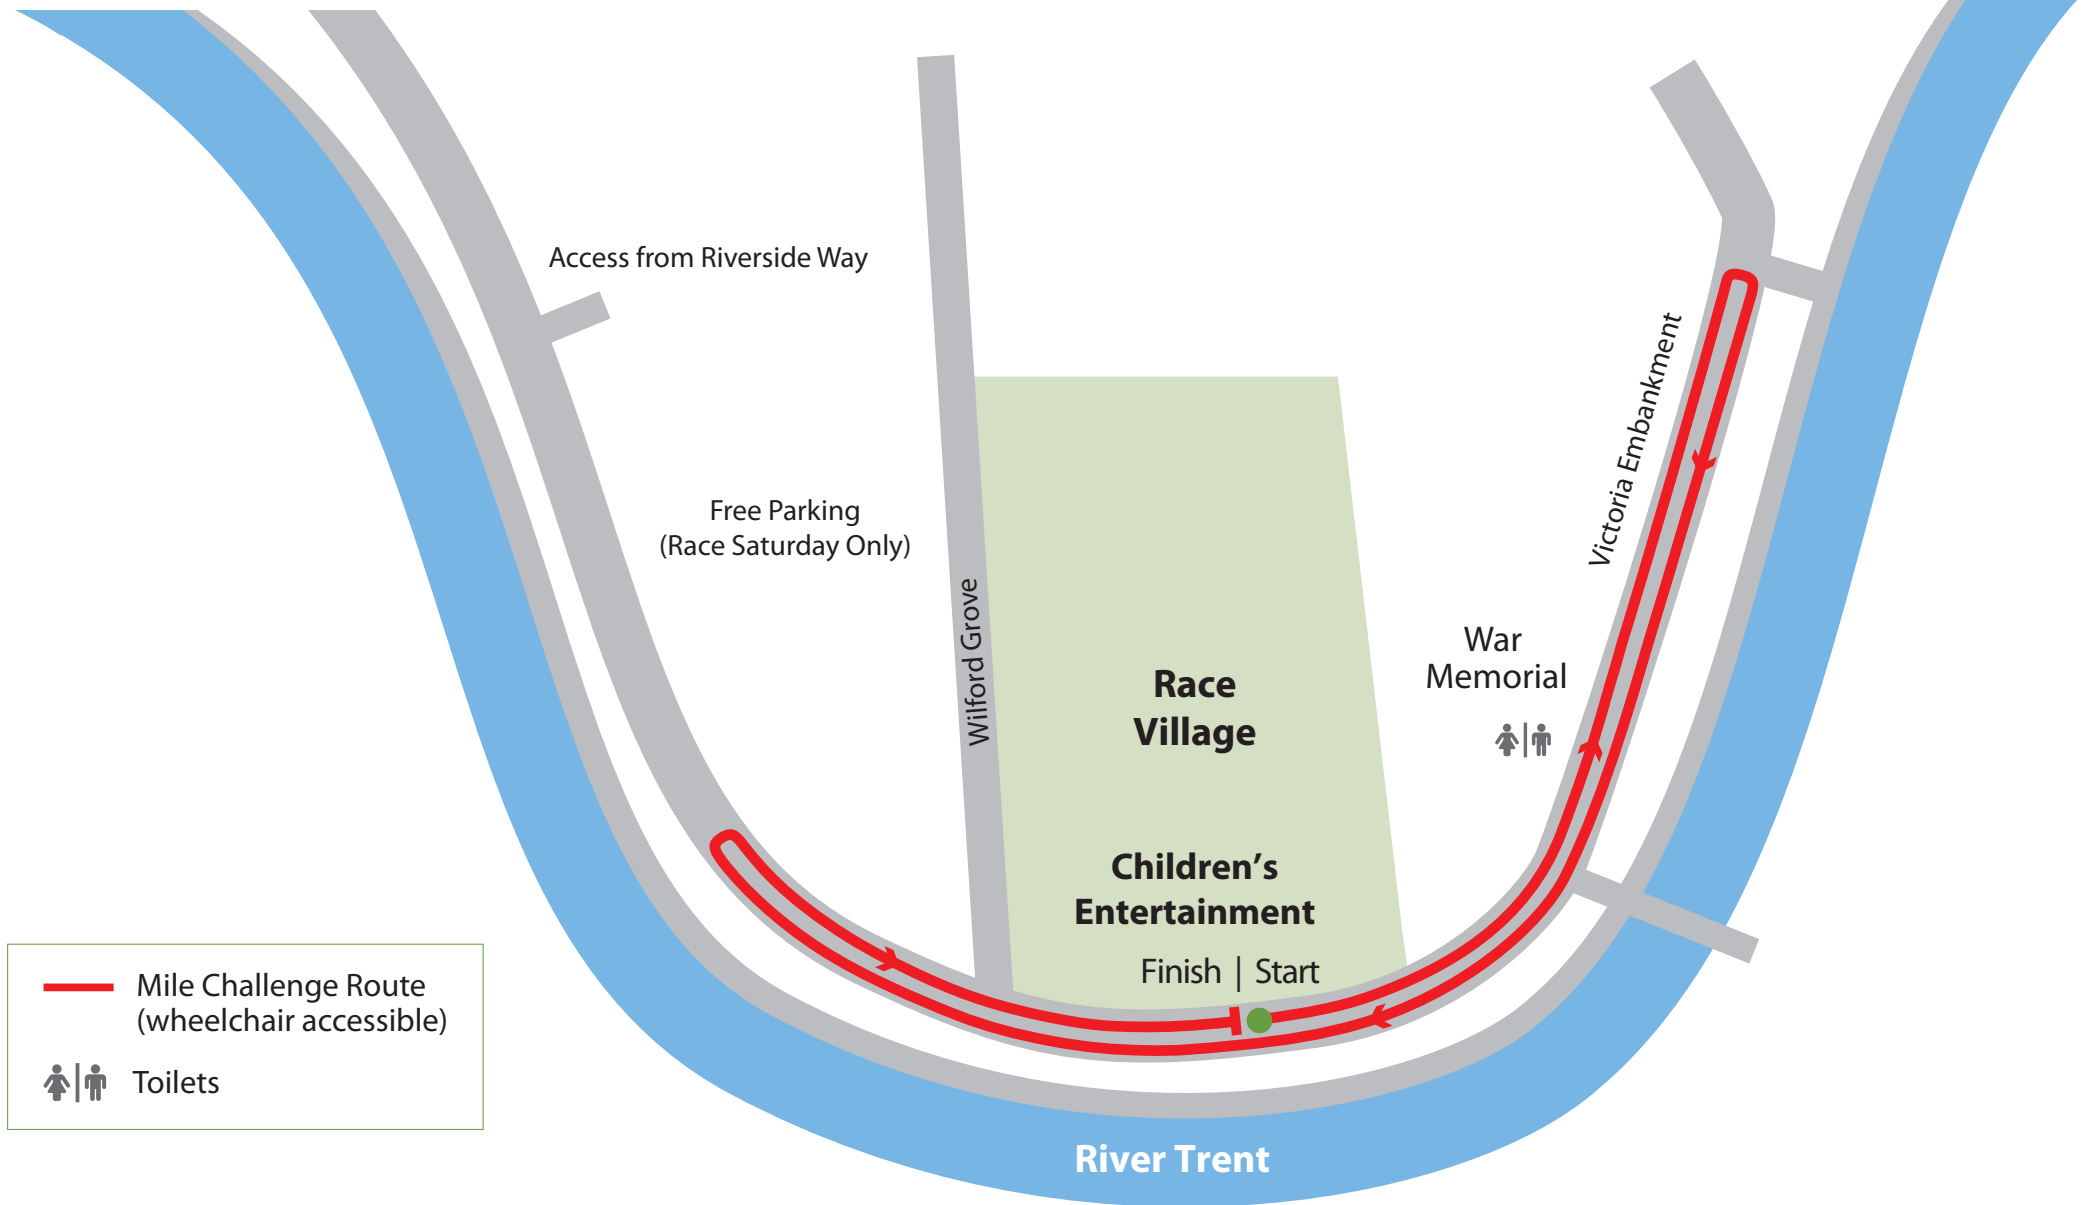 Access from Riverside Way
Free Parking
(Race Saturday Only)
Wilford Grove
Race
Village
Children's
Entertainment
Finish | Start
Victoria Embankment
War
Memorial
Mile Challenge Route
(wheelchair accessible)
Toilets
River Trent